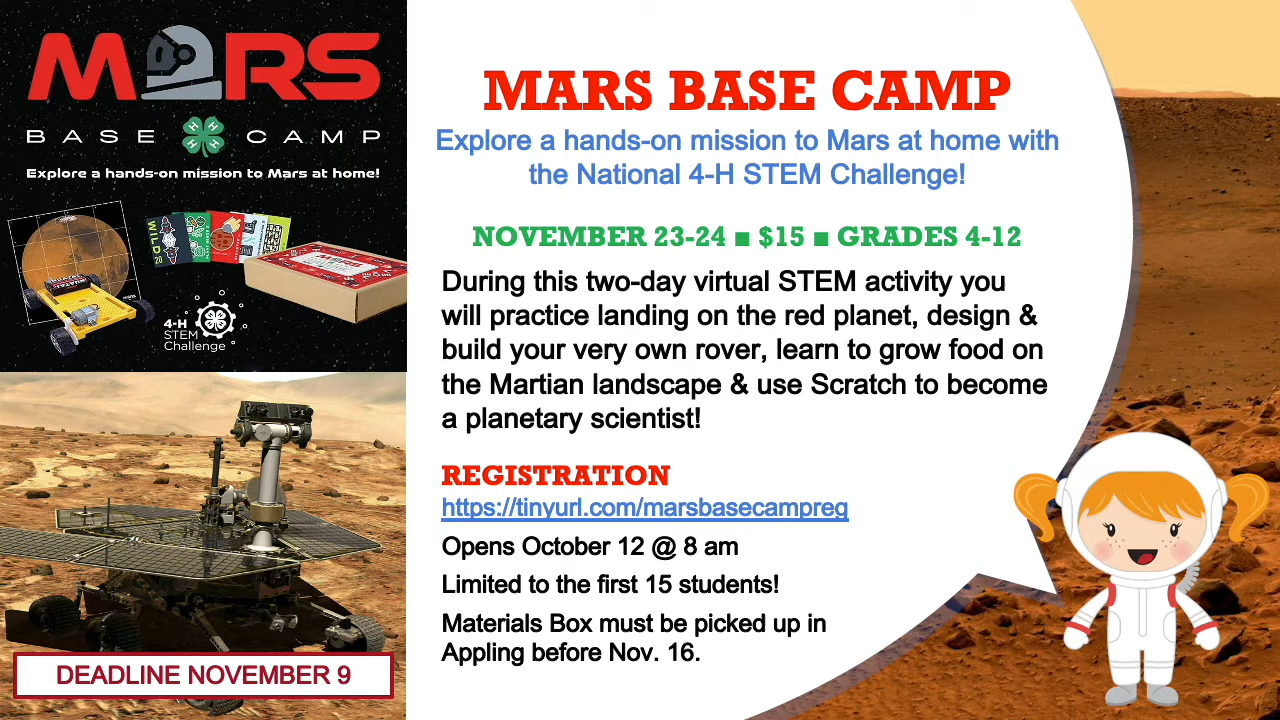 MARS
BASE CAMP
Explore a hands-on mission to Mars at home!
WILD
20
4-H
STEM
Challenge
DEADLINE NOVEMBER 9
MARS BASE CAMP
Explore a hands-on mission to Mars at home with
the National 4-H STEM Challenge!
NOVEMBER 23-24 ■ $15 ■ GRADES 4-12
During this two-day virtual STEM activity you
will practice landing on the red planet, design &
build your very own rover, learn to grow food on
the Martian landscape & use Scratch to become
a planetary scientist!
REGISTRATION
https://tinyurl.com/marsbasecampreg
Opens October 12 @ 8 am
Limited to the first 15 students!
Materials Box must be picked up in
Appling before Nov. 16.